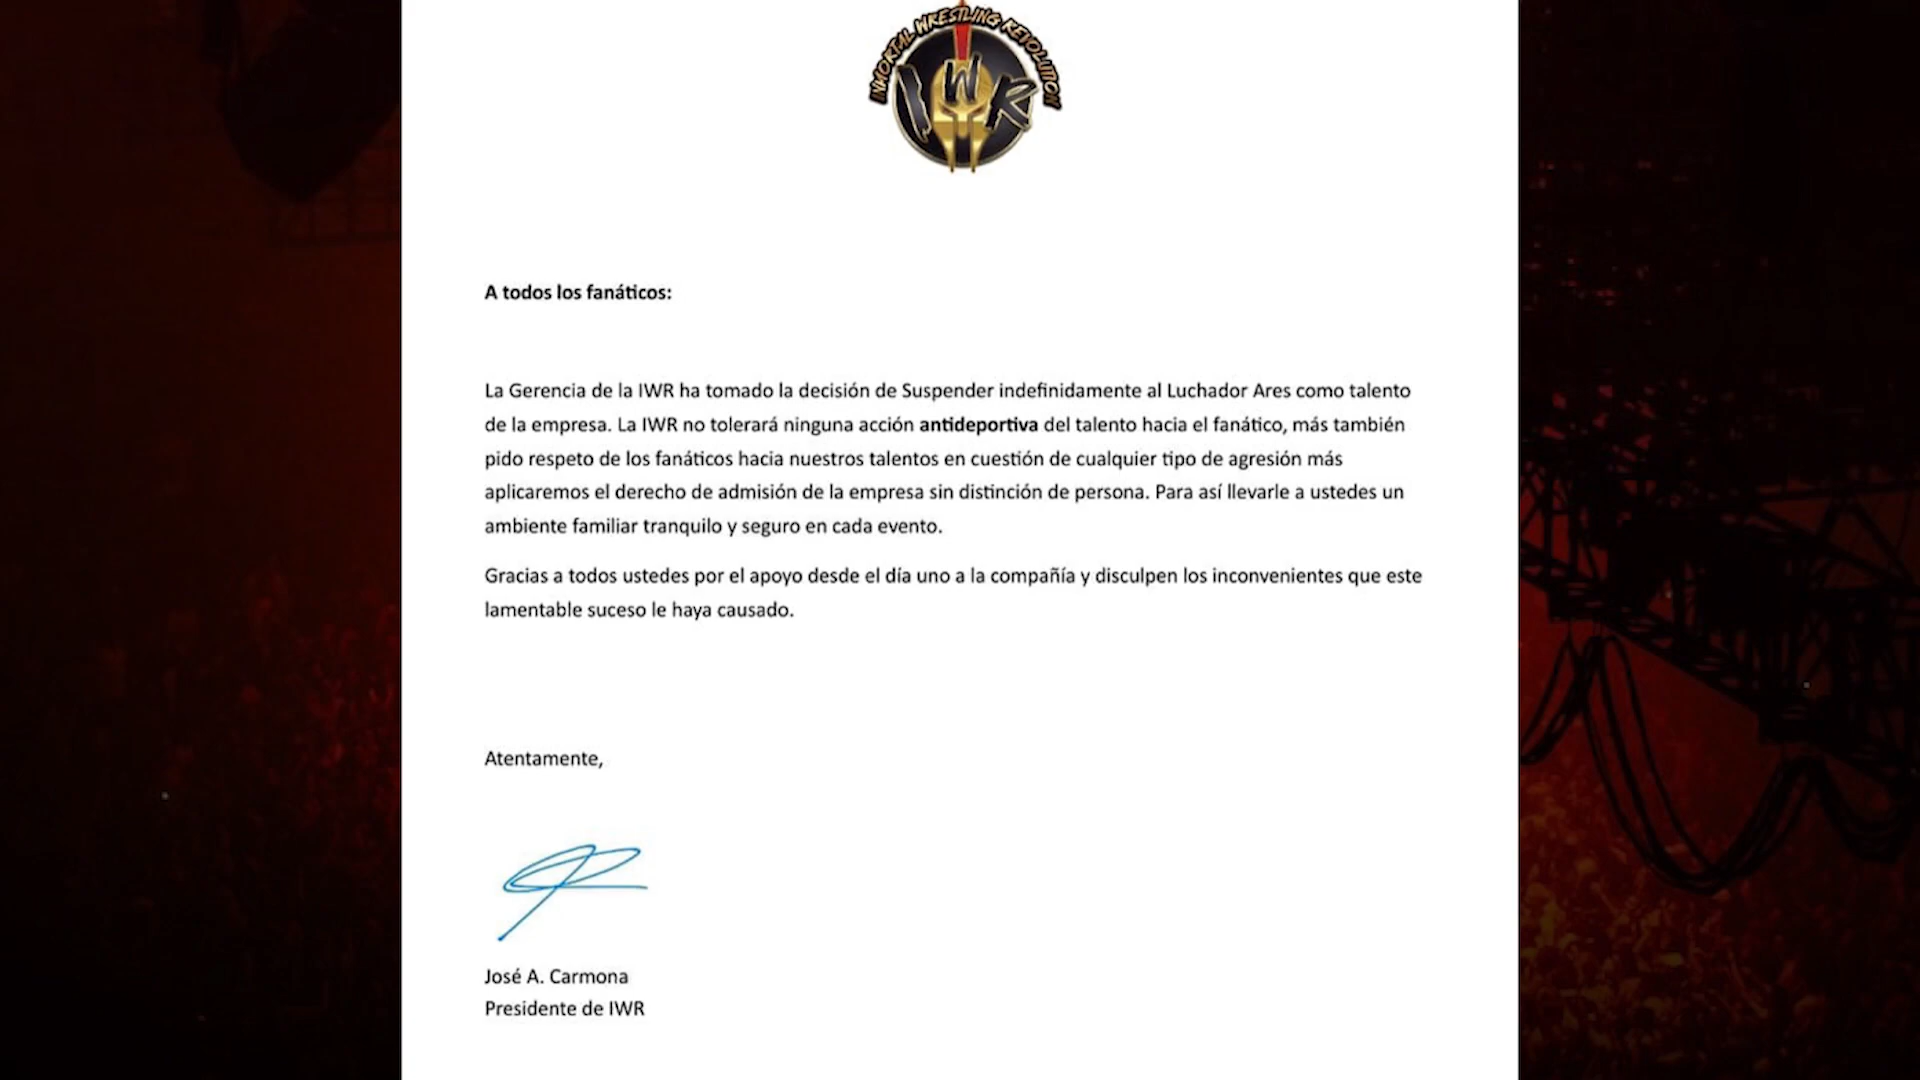 INMORTAL WRESTLING REVOLUTION
IWR
A todos los fanáticos:
La Gerencia de la IWR ha tomado la decisión de Suspender indefinidamente al Luchador Ares como talento
de la empresa. La IWR no tolerará ninguna acción antideportiva del talento hacia el fanático, más también
pido respeto de los fanáticos hacia nuestros talentos en cuestión de cualquier tipo de agresión más
aplicaremos el derecho de admisión de la empresa sin distinción de persona. Para así llevarle a ustedes un
ambiente familiar tranquilo y seguro en cada evento.
Gracias a todos ustedes por el apoyo desde el día uno a la compañía y disculpen los inconvenientes que este
lamentable suceso le haya causado.
Atentamente,
José A. Carmona
Presidente de IWR